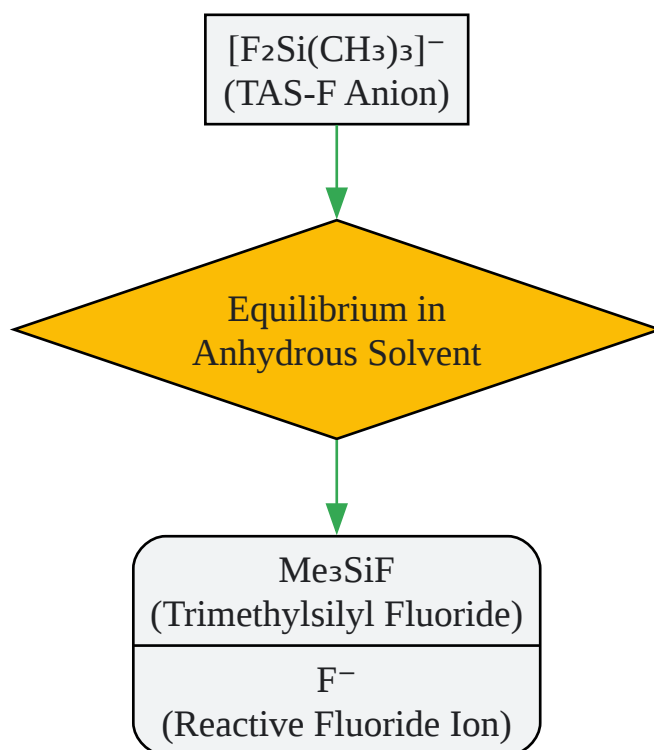 [F₂Si(CH₃)₃]⁻
(TAS-F Anion)
Equilibrium in
Anhydrous Solvent
Me₃SiF
(Trimethylsilyl Fluoride)
F⁻
(Reactive Fluoride Ion)